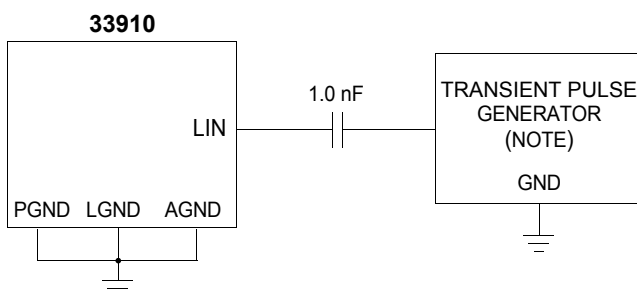 33910
1.0 nF
LIN
PGND LGND AGND
TRANSIENT PULSE
GENERATOR
(NOTE)
GND